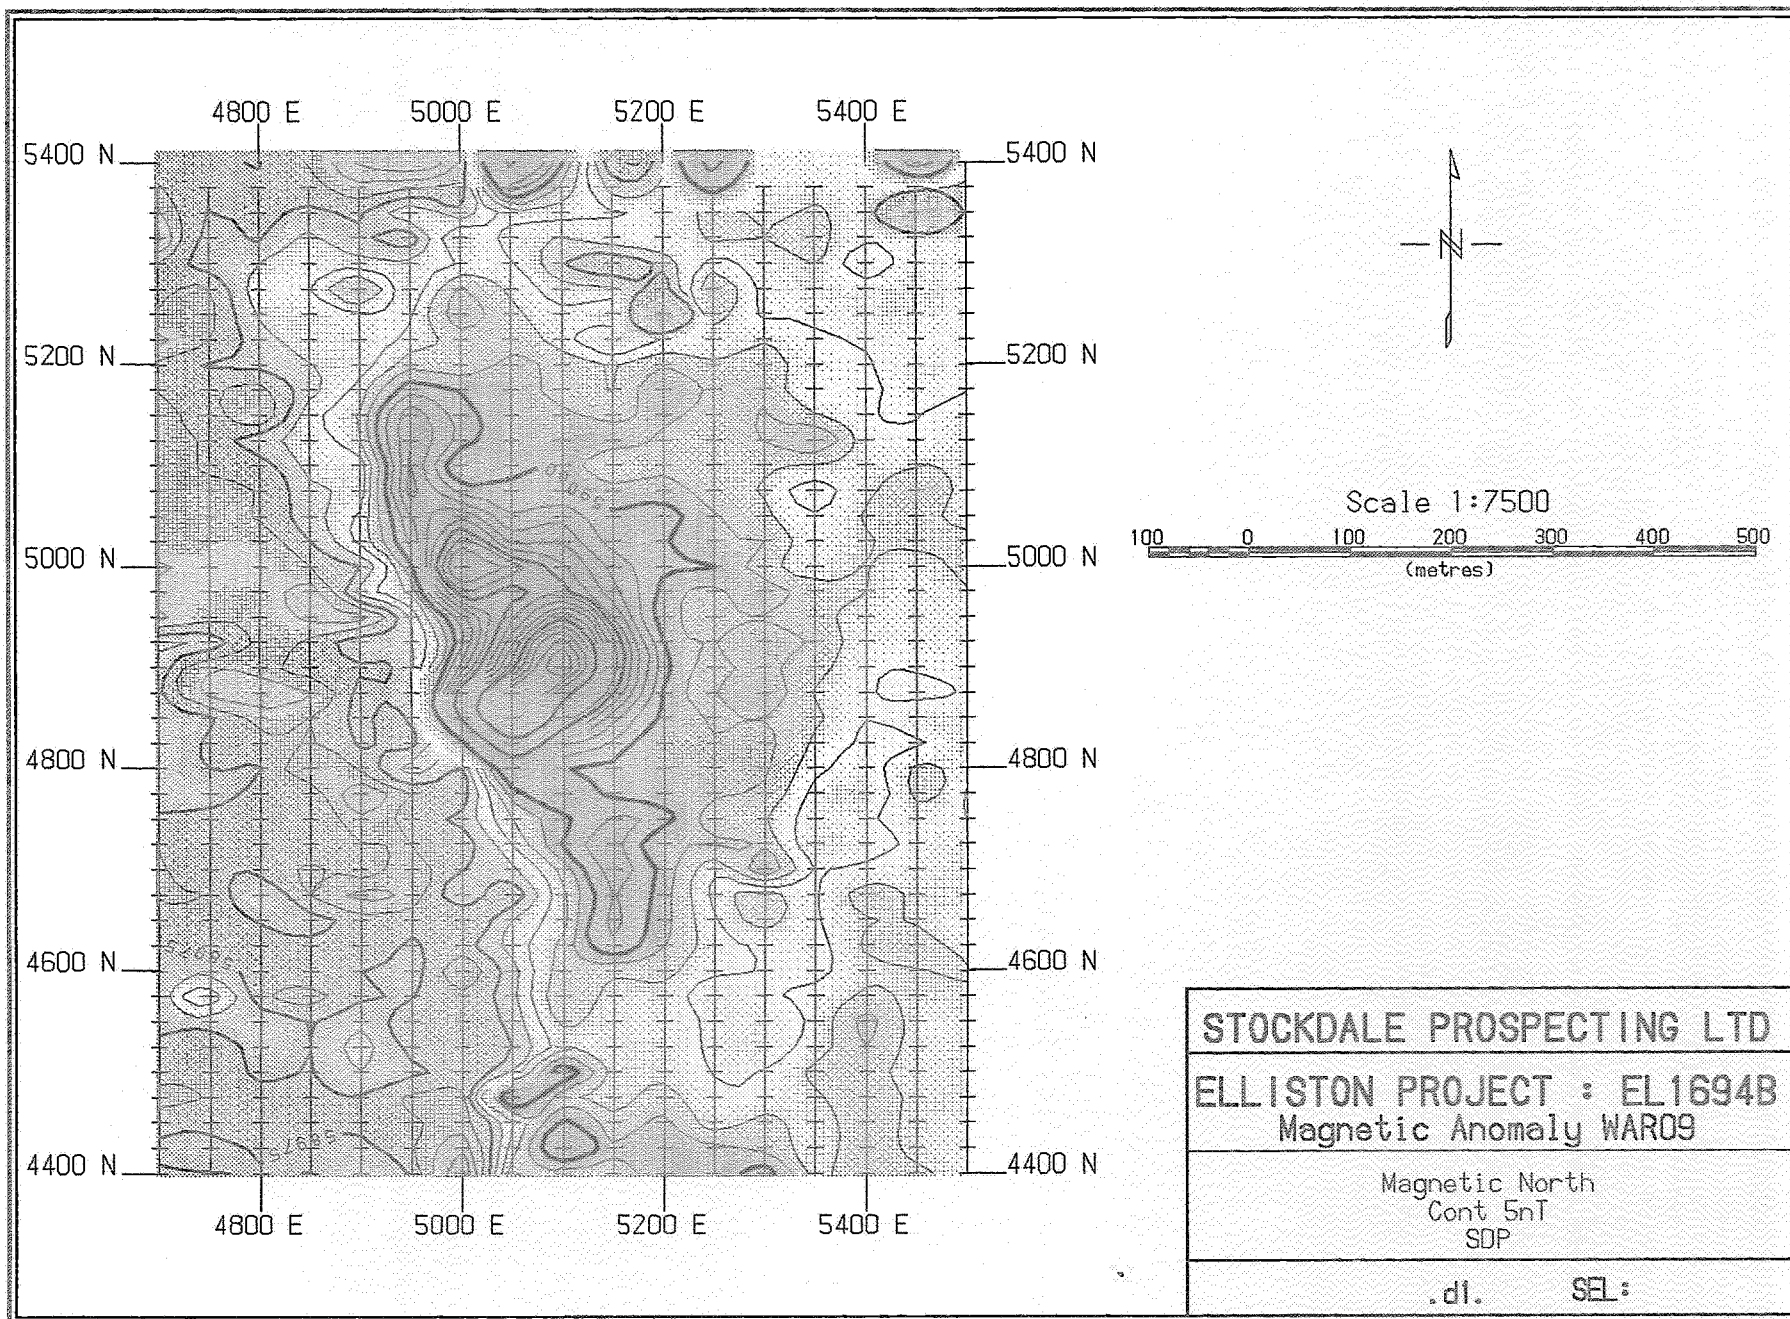 4800 E 5000 E 5200 E 5400 E
5400 N 5400 N
5200 N 5200 N
5000 N 5000 N
4800 N 4800 N
4600 N 4600 N
4400 N 4400 N
4800 E 5000 E 5200 E 5400 E
N
Scale 1:7500
100 0 100 200 300 400 500
(metres)
STOCKDALE PROSPECTING LTD
ELLISTON PROJECT : EL1694B
Magnetic Anomaly WAR09
Magnetic North
Cont 5nT
SDP
.d1. SEL: